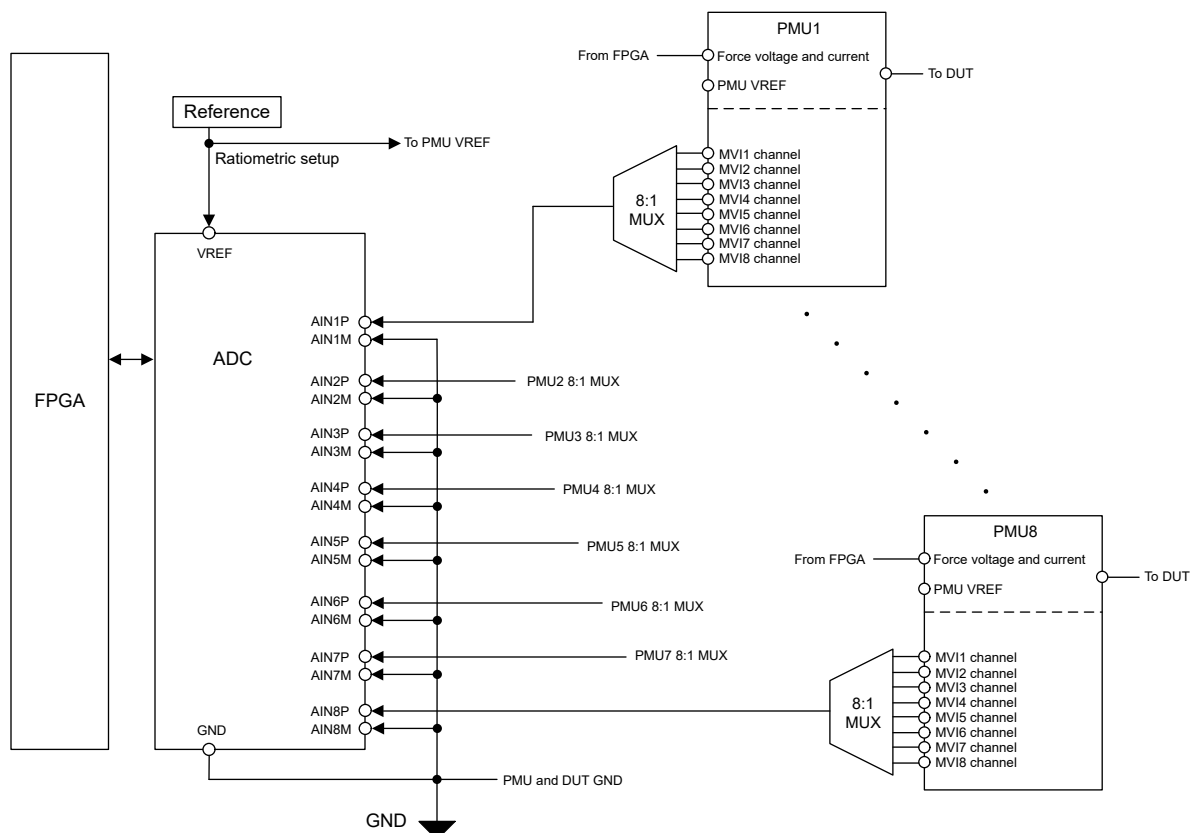 PMU1
From FPGA
Force voltage and current
To DUT
PMU VREF
Reference
To PMU VREF
Ratiometric setup
MVI1 channel
MVI2 channel
MVI3 channel
MVI4 channel
MVI5 channel
MVI6 channel
MVI7 channel
MVI8 channel
8:1
MUX
VREF
FPGA
ADC
AIN1P
AIN1M
AIN2P
PMU2 8:1 MUX
AIN2M
AIN3P
PMU3 8:1 MUX
AIN3M
AIN4P
PMU4 8:1 MUX
AIN4M
AIN5P
PMU5 8:1 MUX
AIN5M
AIN6P
PMU6 8:1 MUX
AIN6M
AIN7P
PMU7 8:1 MUX
AIN7M
AIN8P
AIN8M
GND
PMU and DUT GND
GND
PMU8
From FPGA
Force voltage and current
To DUT
PMU VREF
MVI1 channel
MVI2 channel
MVI3 channel
MVI4 channel
MVI5 channel
MVI6 channel
MVI7 channel
MVI8 channel
8:1
MUX